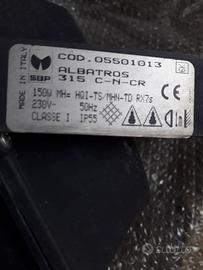 MADE IN ITALY
SBP
COD.05501013
ALBATROS
315 C-N-CR
150W MH= HQI-TS/MHN-TD RX7s
230V~ 50Hz
CLASSE I IP55